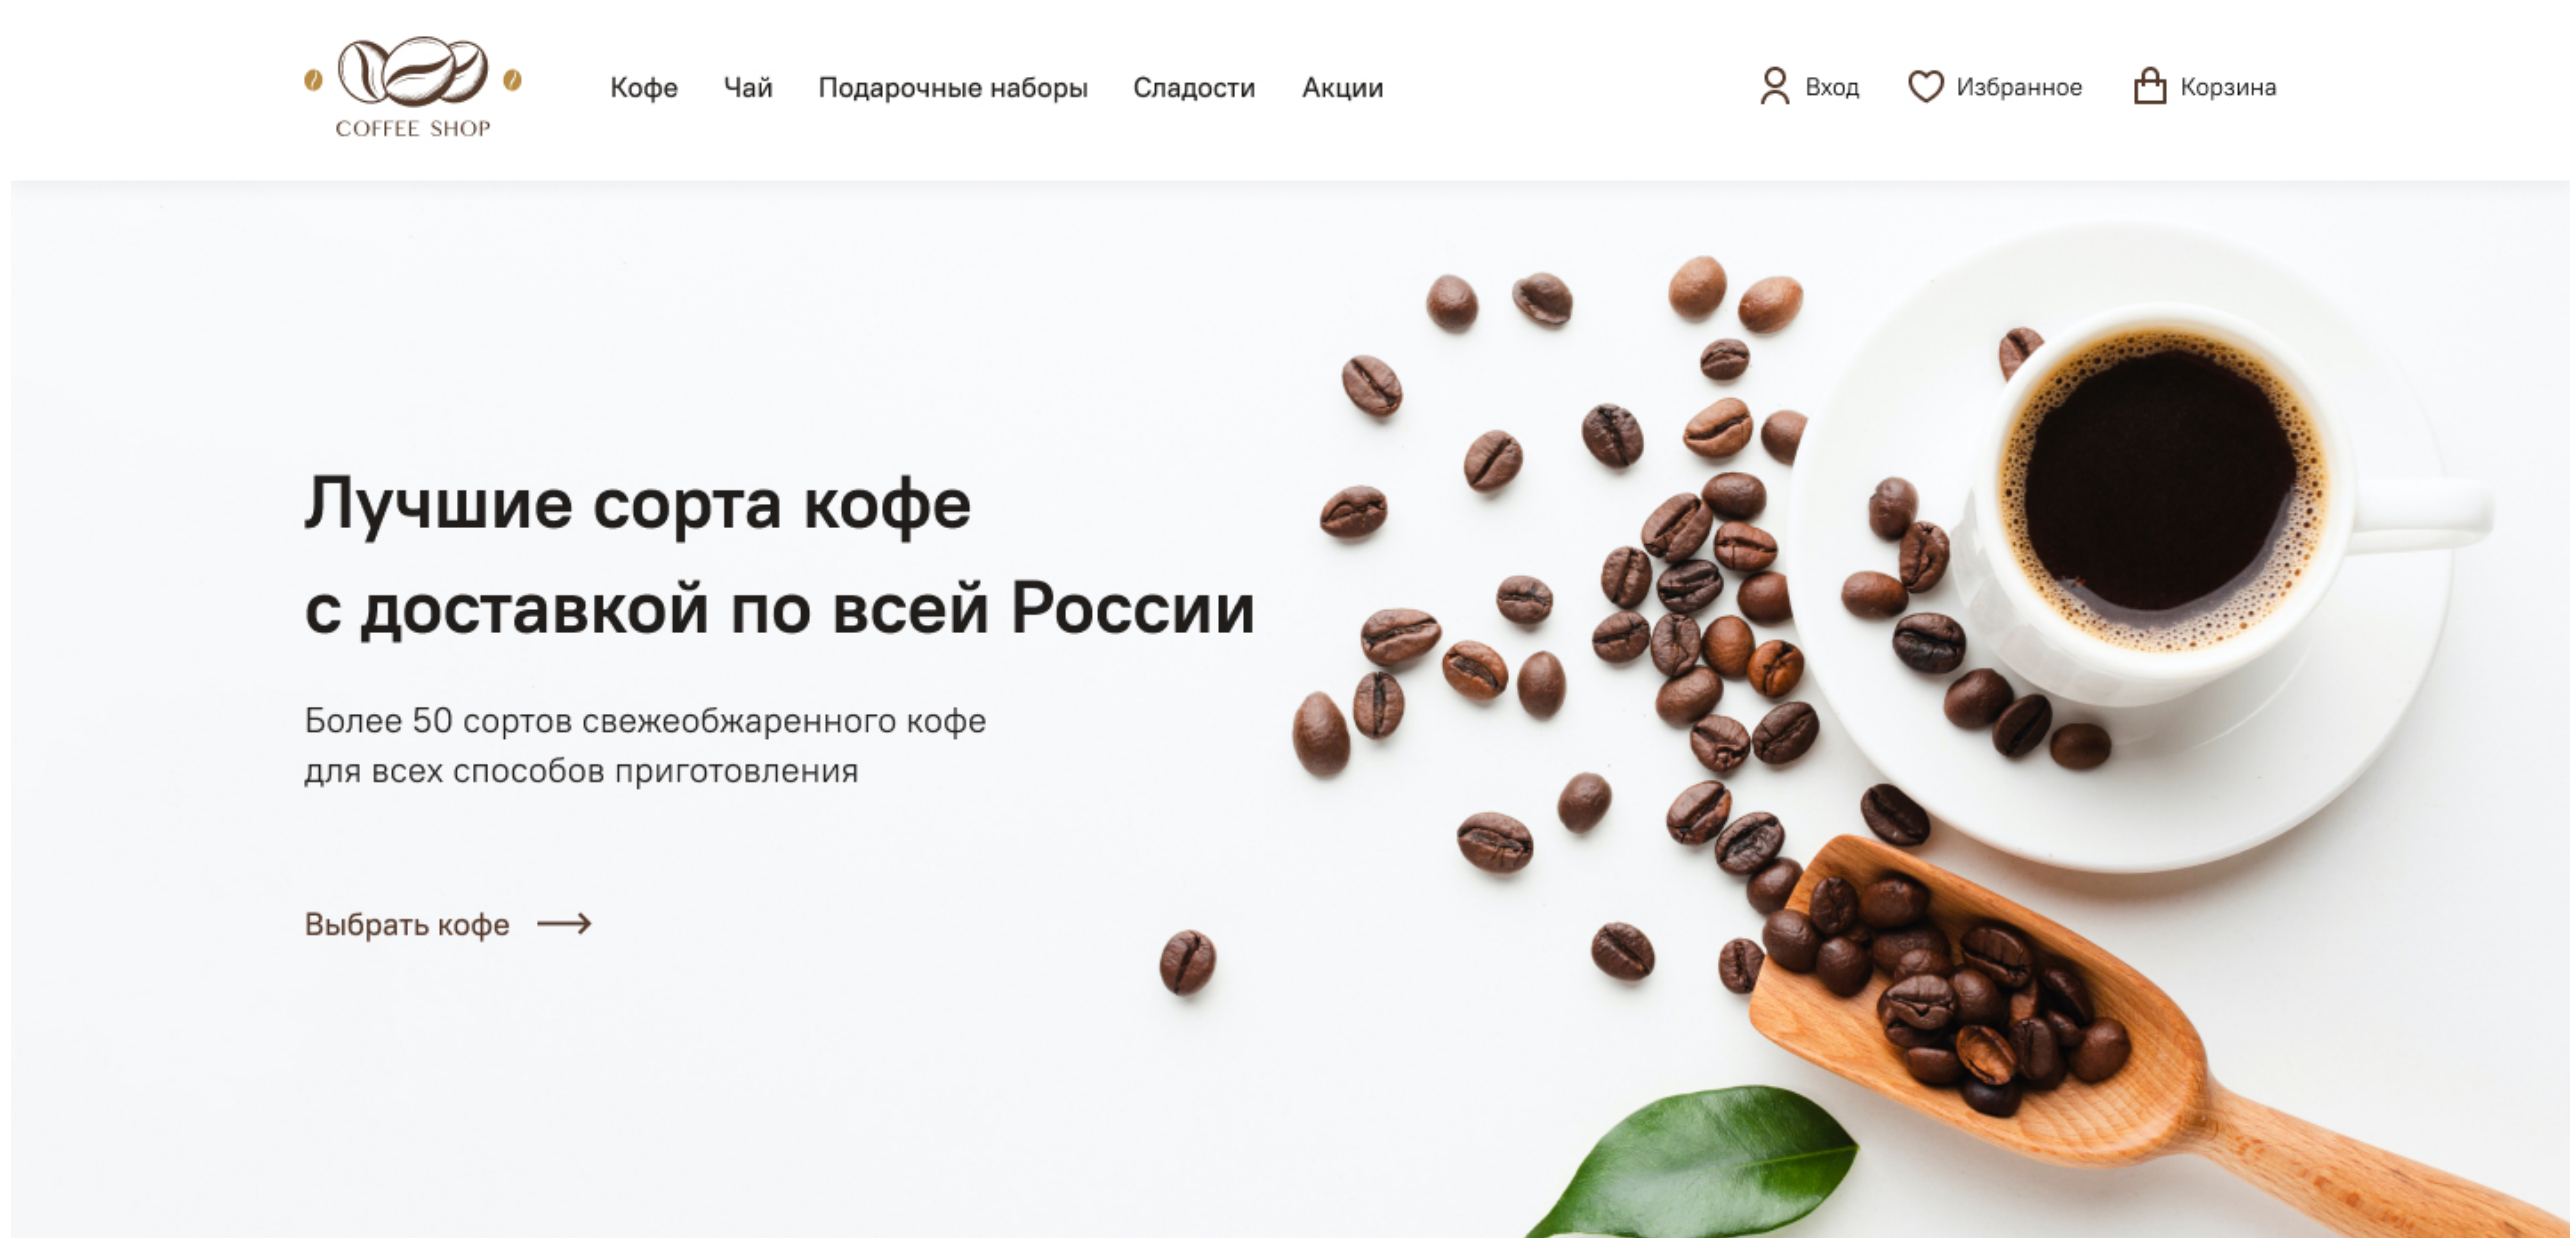 COFFEE SHOP
Кофе Чай Подарочные наборы Сладости Акции Вход Избранное Корзина
Лучшие сорта кофе
с доставкой по всей России
Более 50 сортов свежеобжаренного кофе
для всех способов приготовления
Выбрать кофе